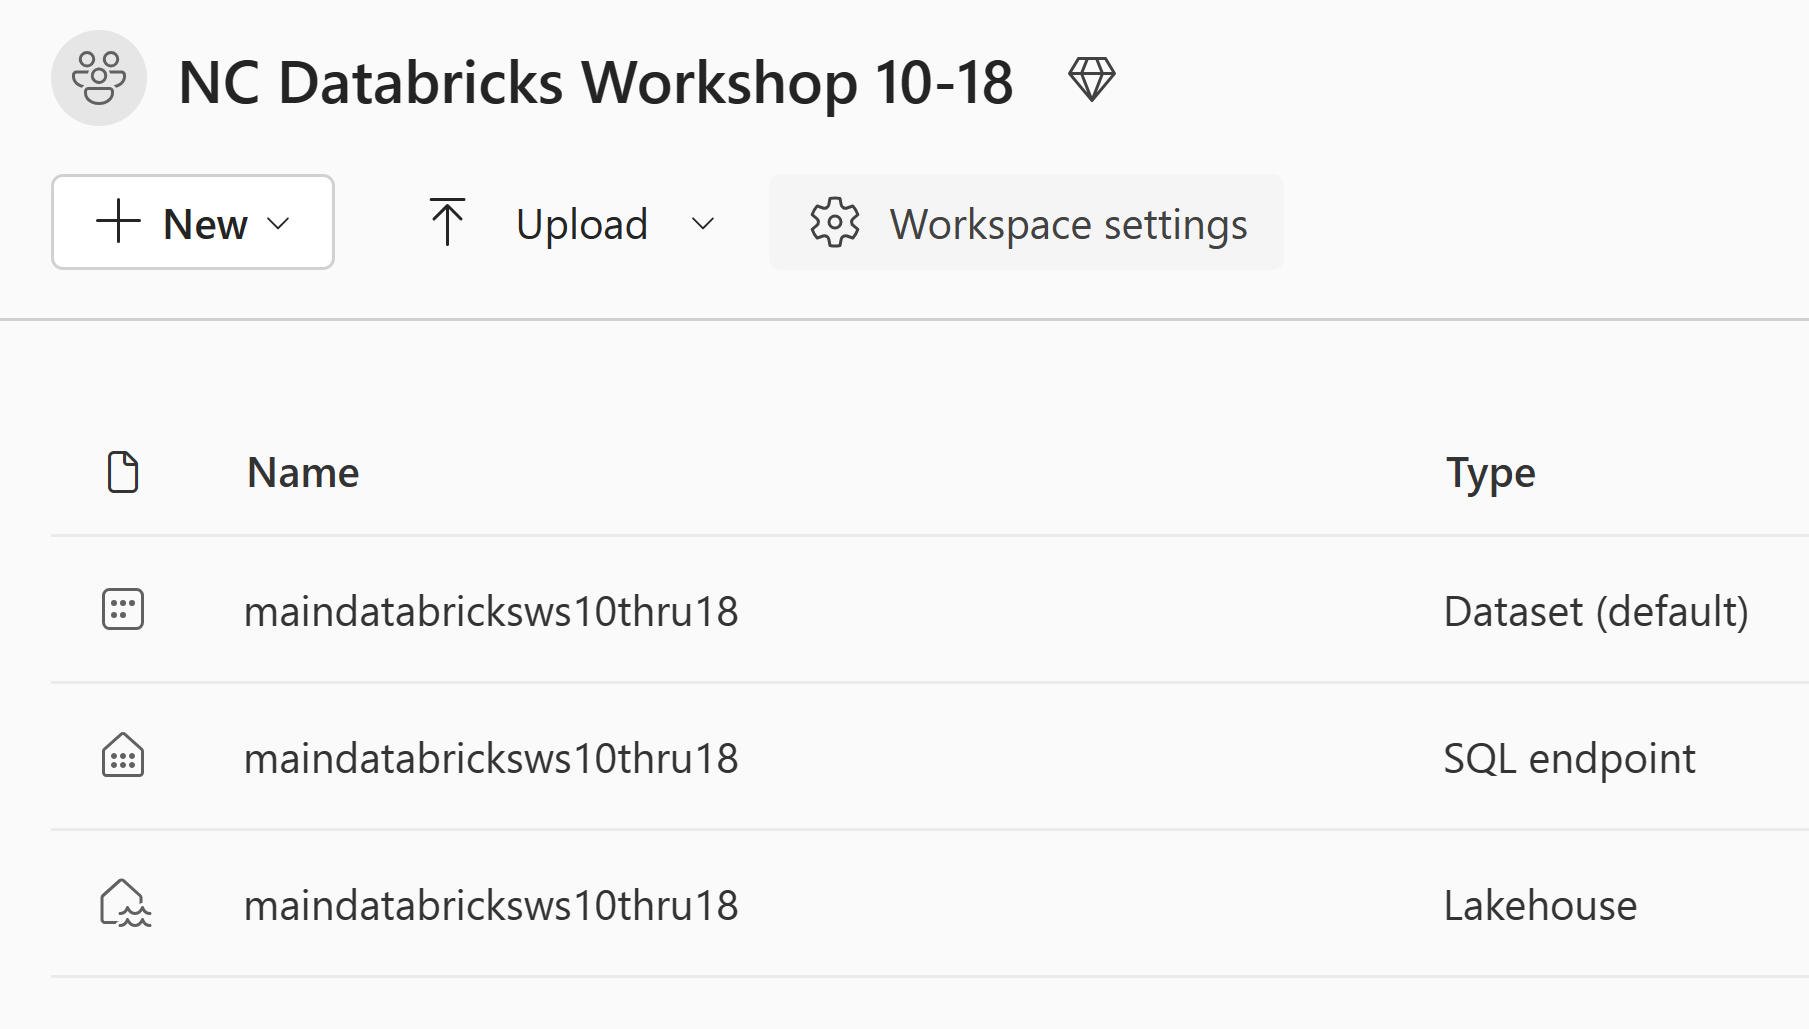 NC Databricks Workshop 10-18
New Upload Workspace settings
Name Type
maindatabricksws10thru18 Dataset (default)
maindatabricksws10thru18 SQL endpoint
maindatabricksws10thru18 Lakehouse